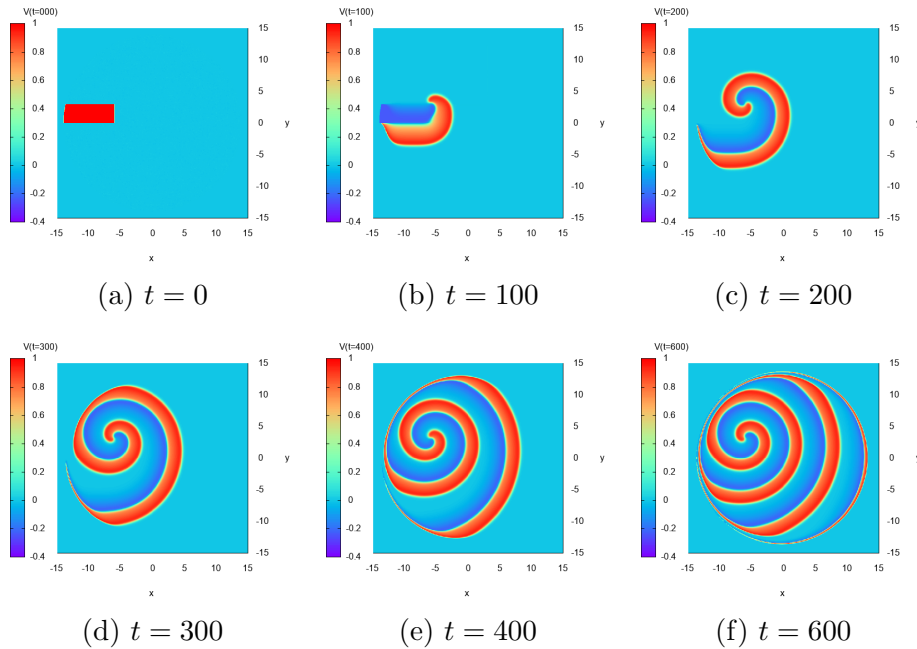 V(t=000) V(t=100) V(t=200)
1 15 1 15 1 15
0.8 10 0.8 10 0.8 10
0.6 5 0.6 5 0.6 5
0.4 0 y 0.4 0 y 0.4 0 y
0.2 -5 0.2 -5 0.2 -5
0 -10 0 -10 0 -10
-0.2 -15 -0.2 -15 -0.2 -15
-0.4 -0.4 -0.4
-15 -10 -5 0 5 10 15 -15 -10 -5 0 5 10 15 -15 -10 -5 0 5 10 15
x x x
(a) t = 0 (b) t = 100 (c) t = 200
V(t=300) V(t=400) V(t=600)
1 15 1 15 1 15
0.8 10 0.8 10 0.8 10
0.6 5 0.6 5 0.6 5
0.4 0 y 0.4 0 y 0.4 0 y
0.2 -5 0.2 -5 0.2 -5
0 -10 0 -10 0 -10
-0.2 -15 -0.2 -15 -0.2 -15
-0.4 -0.4 -0.4
-15 -10 -5 0 5 10 15 -15 -10 -5 0 5 10 15 -15 -10 -5 0 5 10 15
x x x
(d) t = 300 (e) t = 400 (f) t = 600